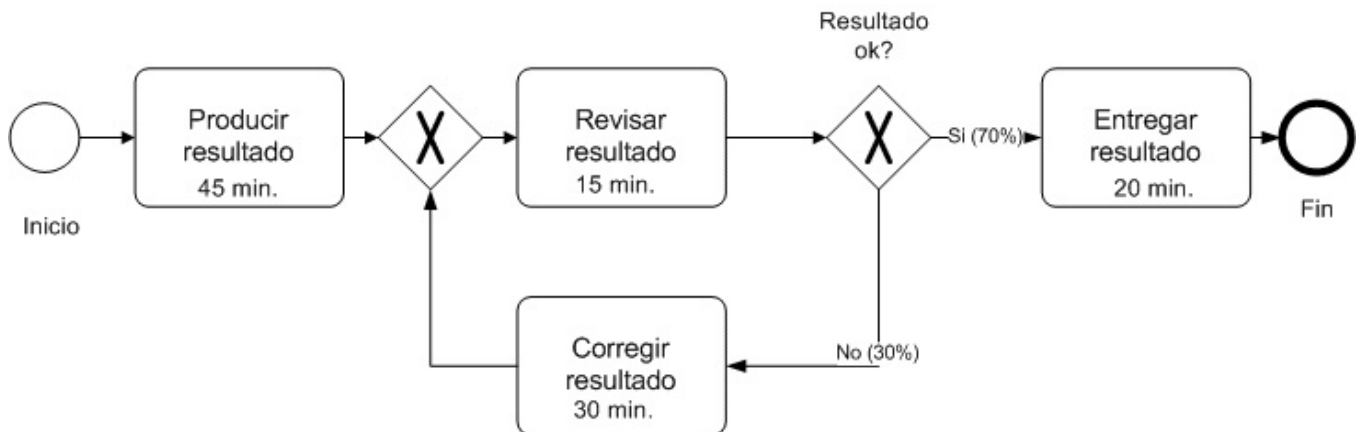 Inicio
Producir
resultado
45 min.
X
Revisar
resultado
15 min.
Resultado
ok?
X
Si (70%)
No (30%)
Corregir
resultado
30 min.
Entregar
resultado
20 min.
Fin